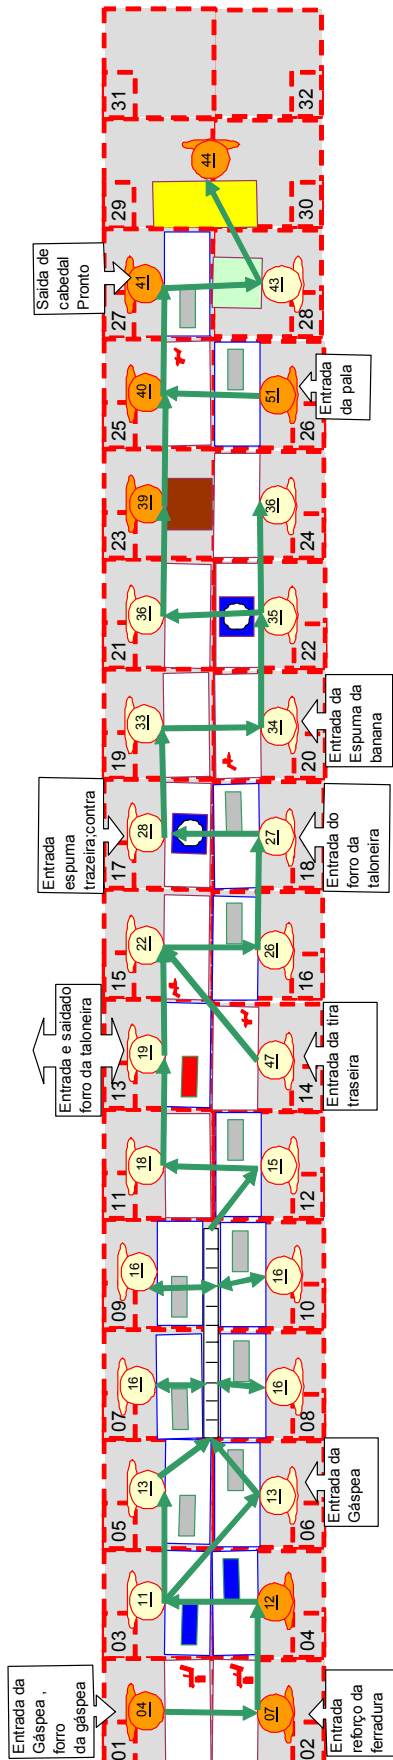 31
32
29
44
30
Saida de
cabedal
Pronto
27
41
43
28
25
40
51
26
Entrada
da pala
23
39
36
24
21
36
35
22
19
33
34
20
Entrada da
Espuma da
banana
Entrada
espuma
trazeira;contra
17
28
27
18
Entrada do
forro da
taloneira
15
22
26
16
Entrada e saidado
forro da taloneira
13
19
47
14
Entrada da tira
traseira
11
18
15
12
09
16
16
10
07
16
16
08
05
13
13
06
Entrada da
Gáspea
03
11
12
04
Entrada da
Gáspea ,
forro
da gáspea
01
04
07
02
Entrada
reforço da
ferradura